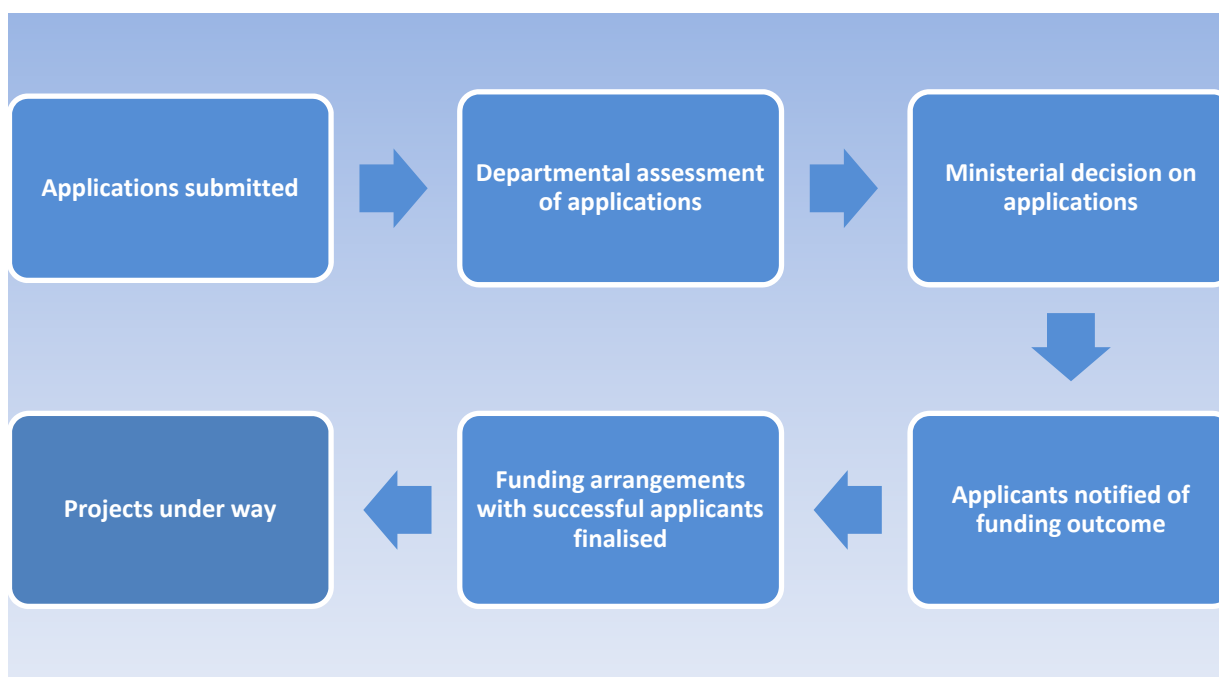 Applications submitted
Departmental assessment
of applications
Ministerial decision on
applications
Applicants notified of
funding outcome
Funding arrangements
with successful applicants
finalised
Projects under way